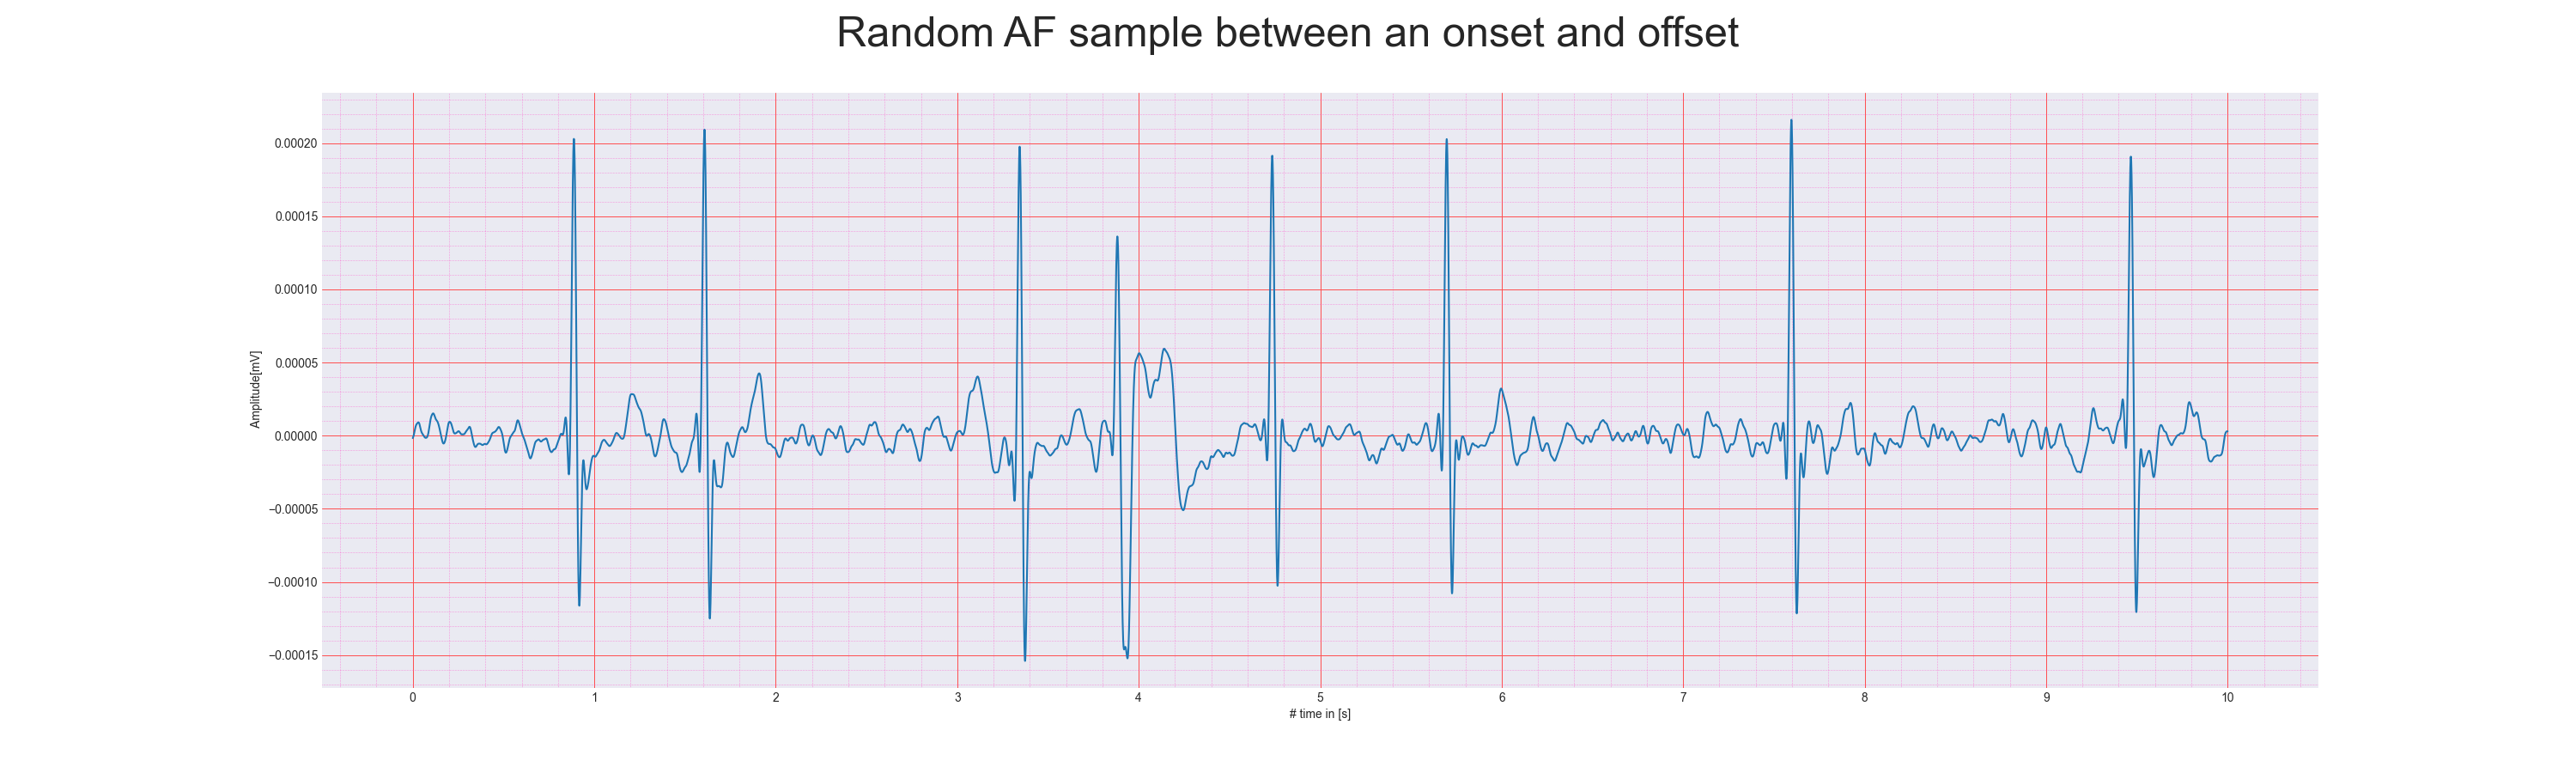 Random AF sample between an onset and offset
0.00020
0.00015
0.00010
0.00005
0.00000
−0.00005
−0.00010
−0.00015
Amplitude[mV]
0 1 2 3 4 5 6 7 8 9 10
# time in [s]